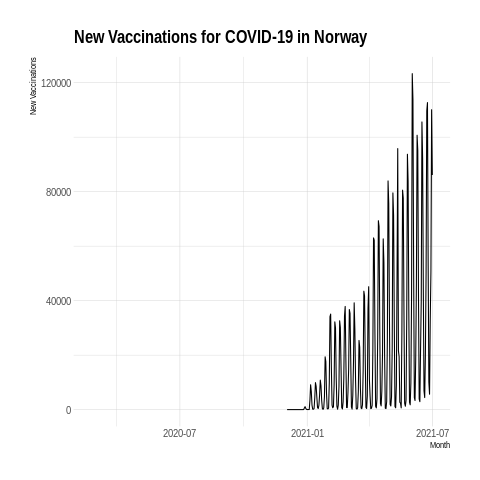 New Vaccinations for COVID-19 in Norway
New Vaccinations
120000
80000
40000
0
2020-07
2021-01
2021-07
Month